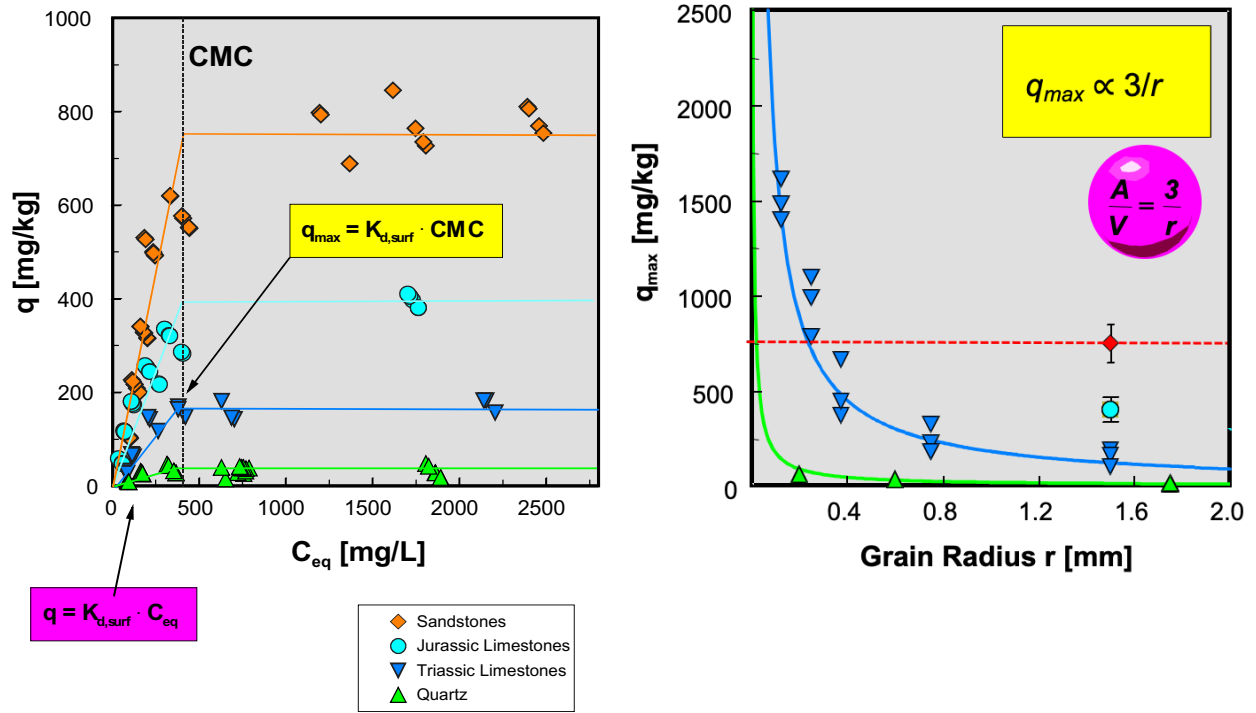 1000
800
600
400
200
0
q [mg/kg]
CMC
q_max = K_d,surf · CMC
0 500 1000 1500 2000 2500
C_eq [mg/L]
q = K_d,surf · C_eq
Sandstones
Jurassic Limestones
Triassic Limestones
Quartz
2500
2000
1500
1000
500
0
q_max [mg/kg]
q_max ∝ 3/r
A/V = 3/r
0.4 0.8 1.2 1.6 2.0
Grain Radius r [mm]